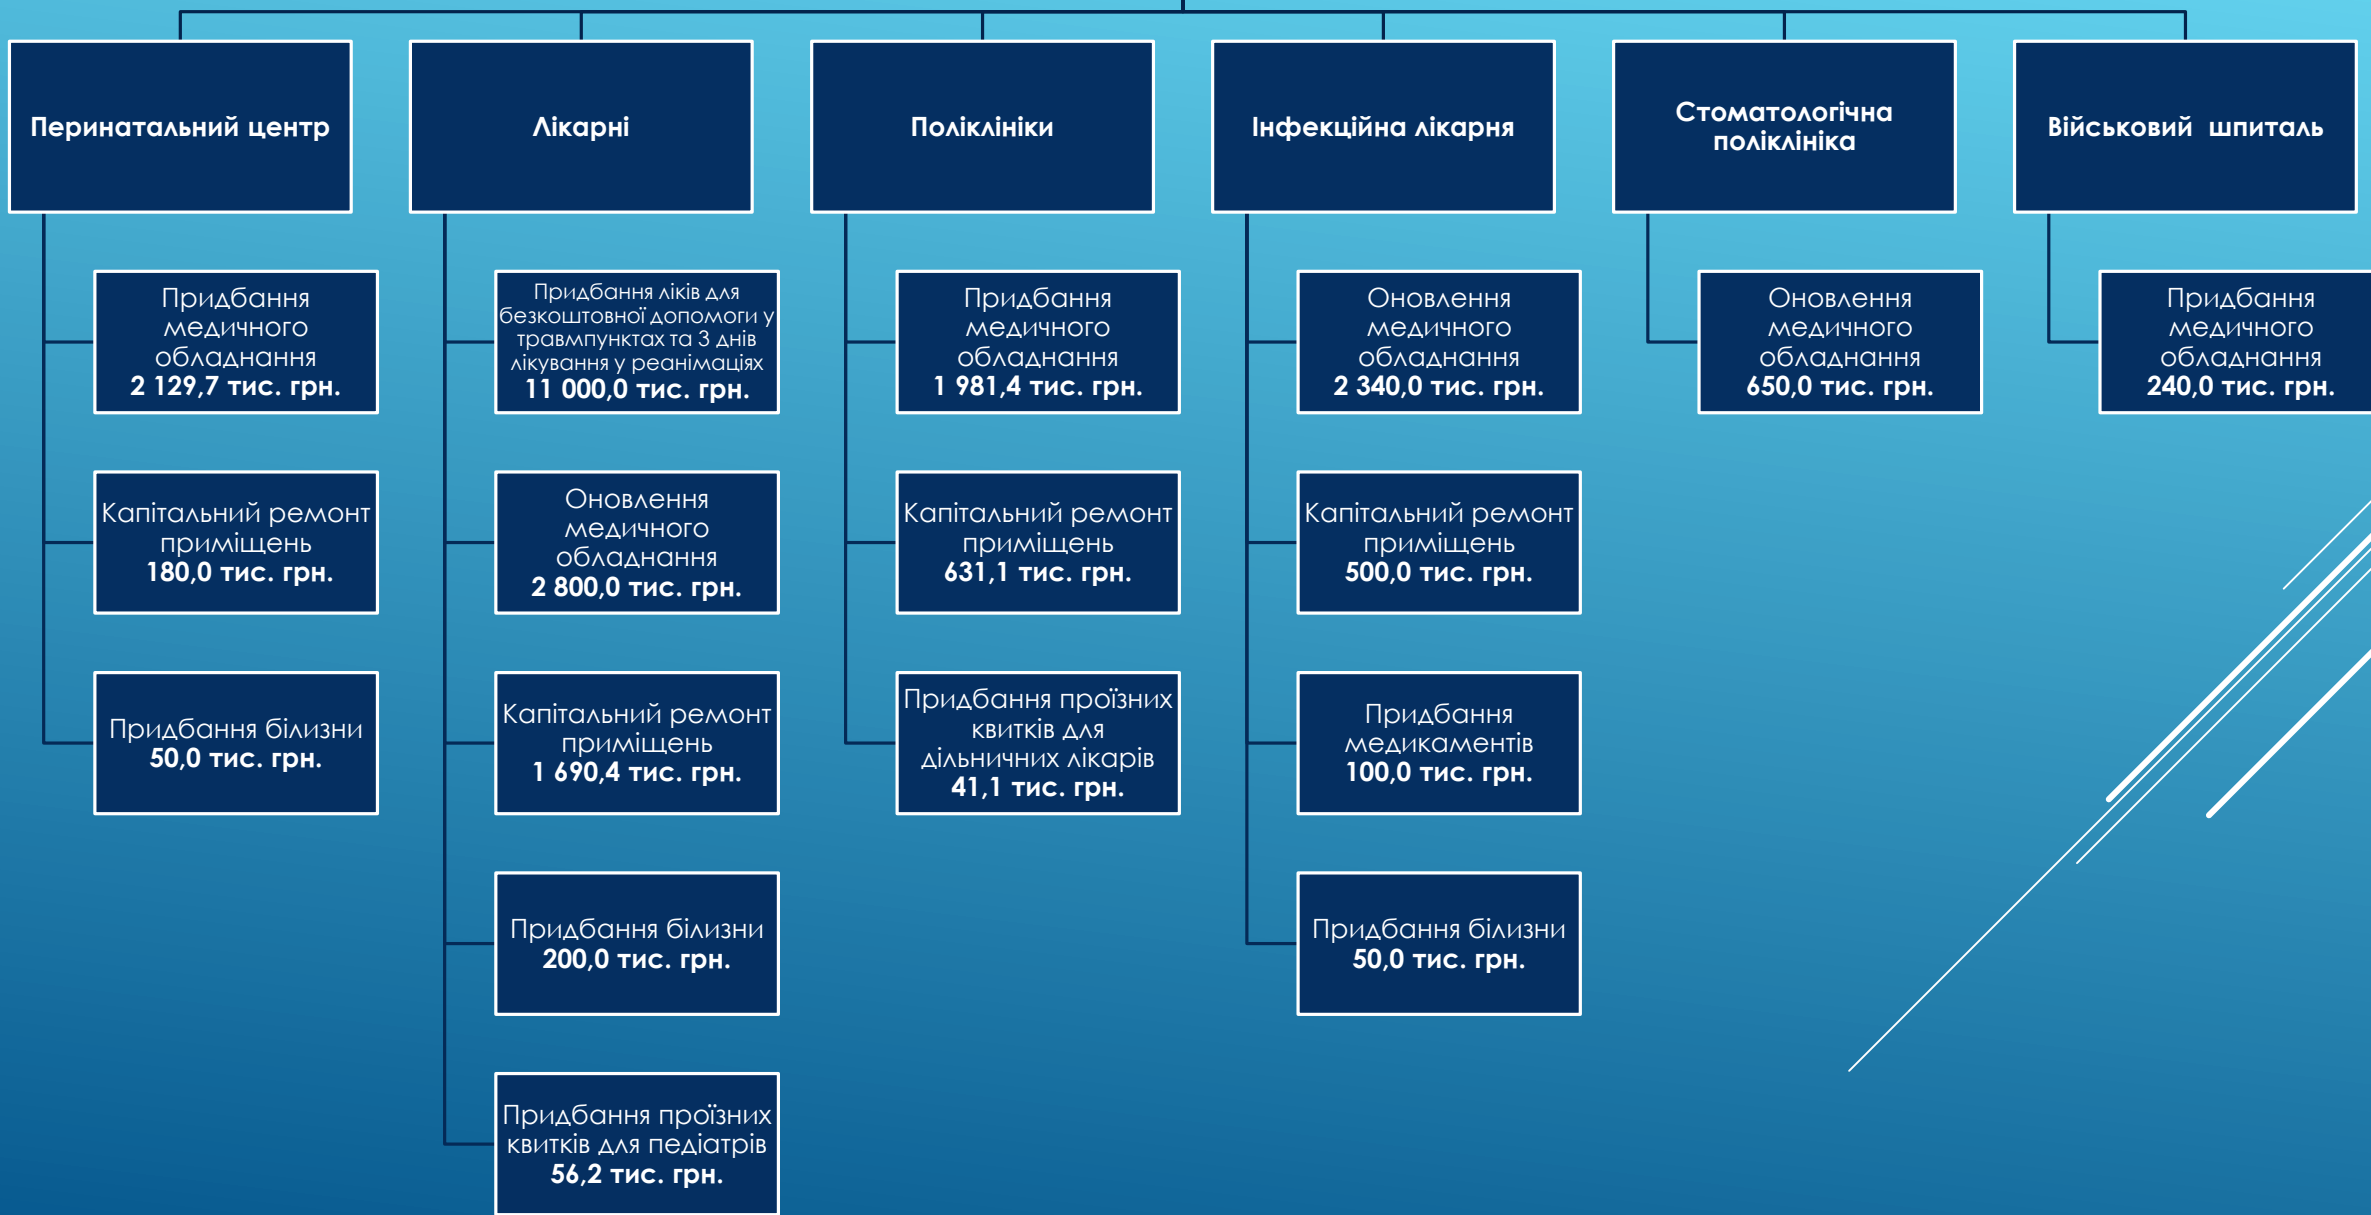 Перинатальний центр
Лікарні
Поліклініки
Інфекційна лікарня
Стоматологічна
поліклініка
Військовий шпиталь
Придбання
медичного
обладнання
2 129,7 тис. грн.
Капітальний ремонт
приміщень
180,0 тис. грн.
Придбання білизни
50,0 тис. грн.
Придбання ліків для
безкоштовної допомоги у
травмпунктах та 3 днів
лікування у реанімаціях
11 000,0 тис. грн.
Оновлення
медичного
обладнання
2 800,0 тис. грн.
Капітальний ремонт
приміщень
1 690,4 тис. грн.
Придбання білизни
200,0 тис. грн.
Придбання проїзних
квитків для педіатрів
56,2 тис. грн.
Придбання
медичного
обладнання
1 981,4 тис. грн.
Капітальний ремонт
приміщень
631,1 тис. грн.
Придбання проїзних
квитків для
дільничних лікарів
41,1 тис. грн.
Оновлення
медичного
обладнання
2 340,0 тис. грн.
Капітальний ремонт
приміщень
500,0 тис. грн.
Придбання
медикаментів
100,0 тис. грн.
Придбання білизни
50,0 тис. грн.
Оновлення
медичного
обладнання
650,0 тис. грн.
Придбання
медичного
обладнання
240,0 тис. грн.